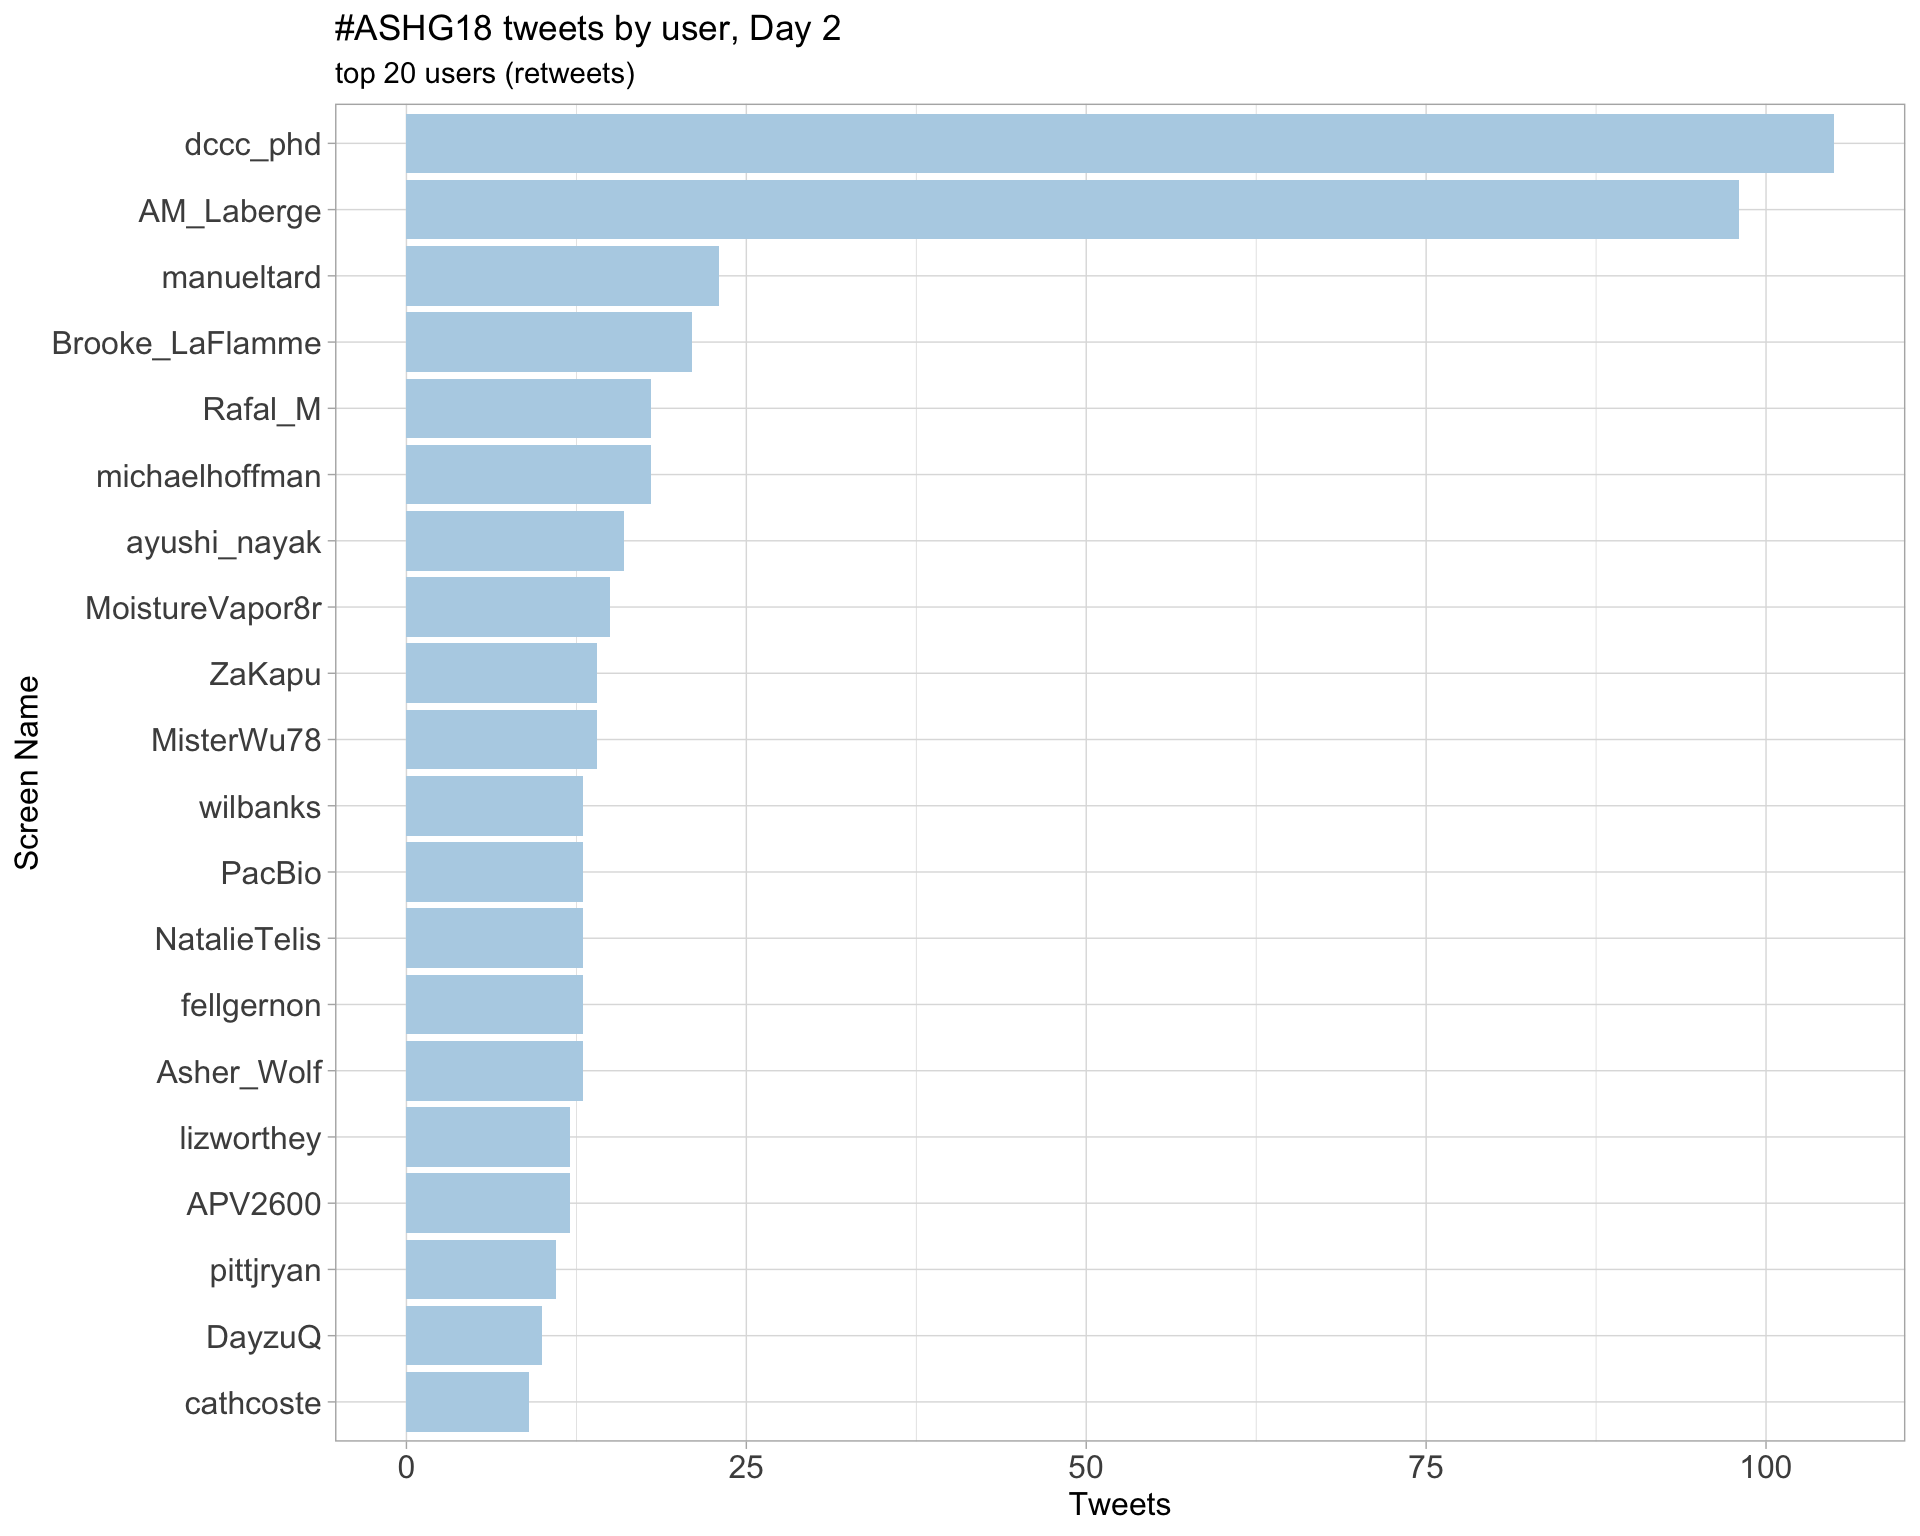 #ASHG18 tweets by user, Day 2
top 20 users (retweets)
Screen Name
dccc_phd
AM_Laberge
manueltard
Brooke_LaFlamme
Rafal_M
michaelhoffman
ayushi_nayak
MoistureVapor8r
ZaKapu
MisterWu78
wilbanks
PacBio
NatalieTelis
fellgernon
Asher_Wolf
lizworthey
APV2600
pittjryan
DayzuQ
cathcoste
0 25 50 75 100
Tweets